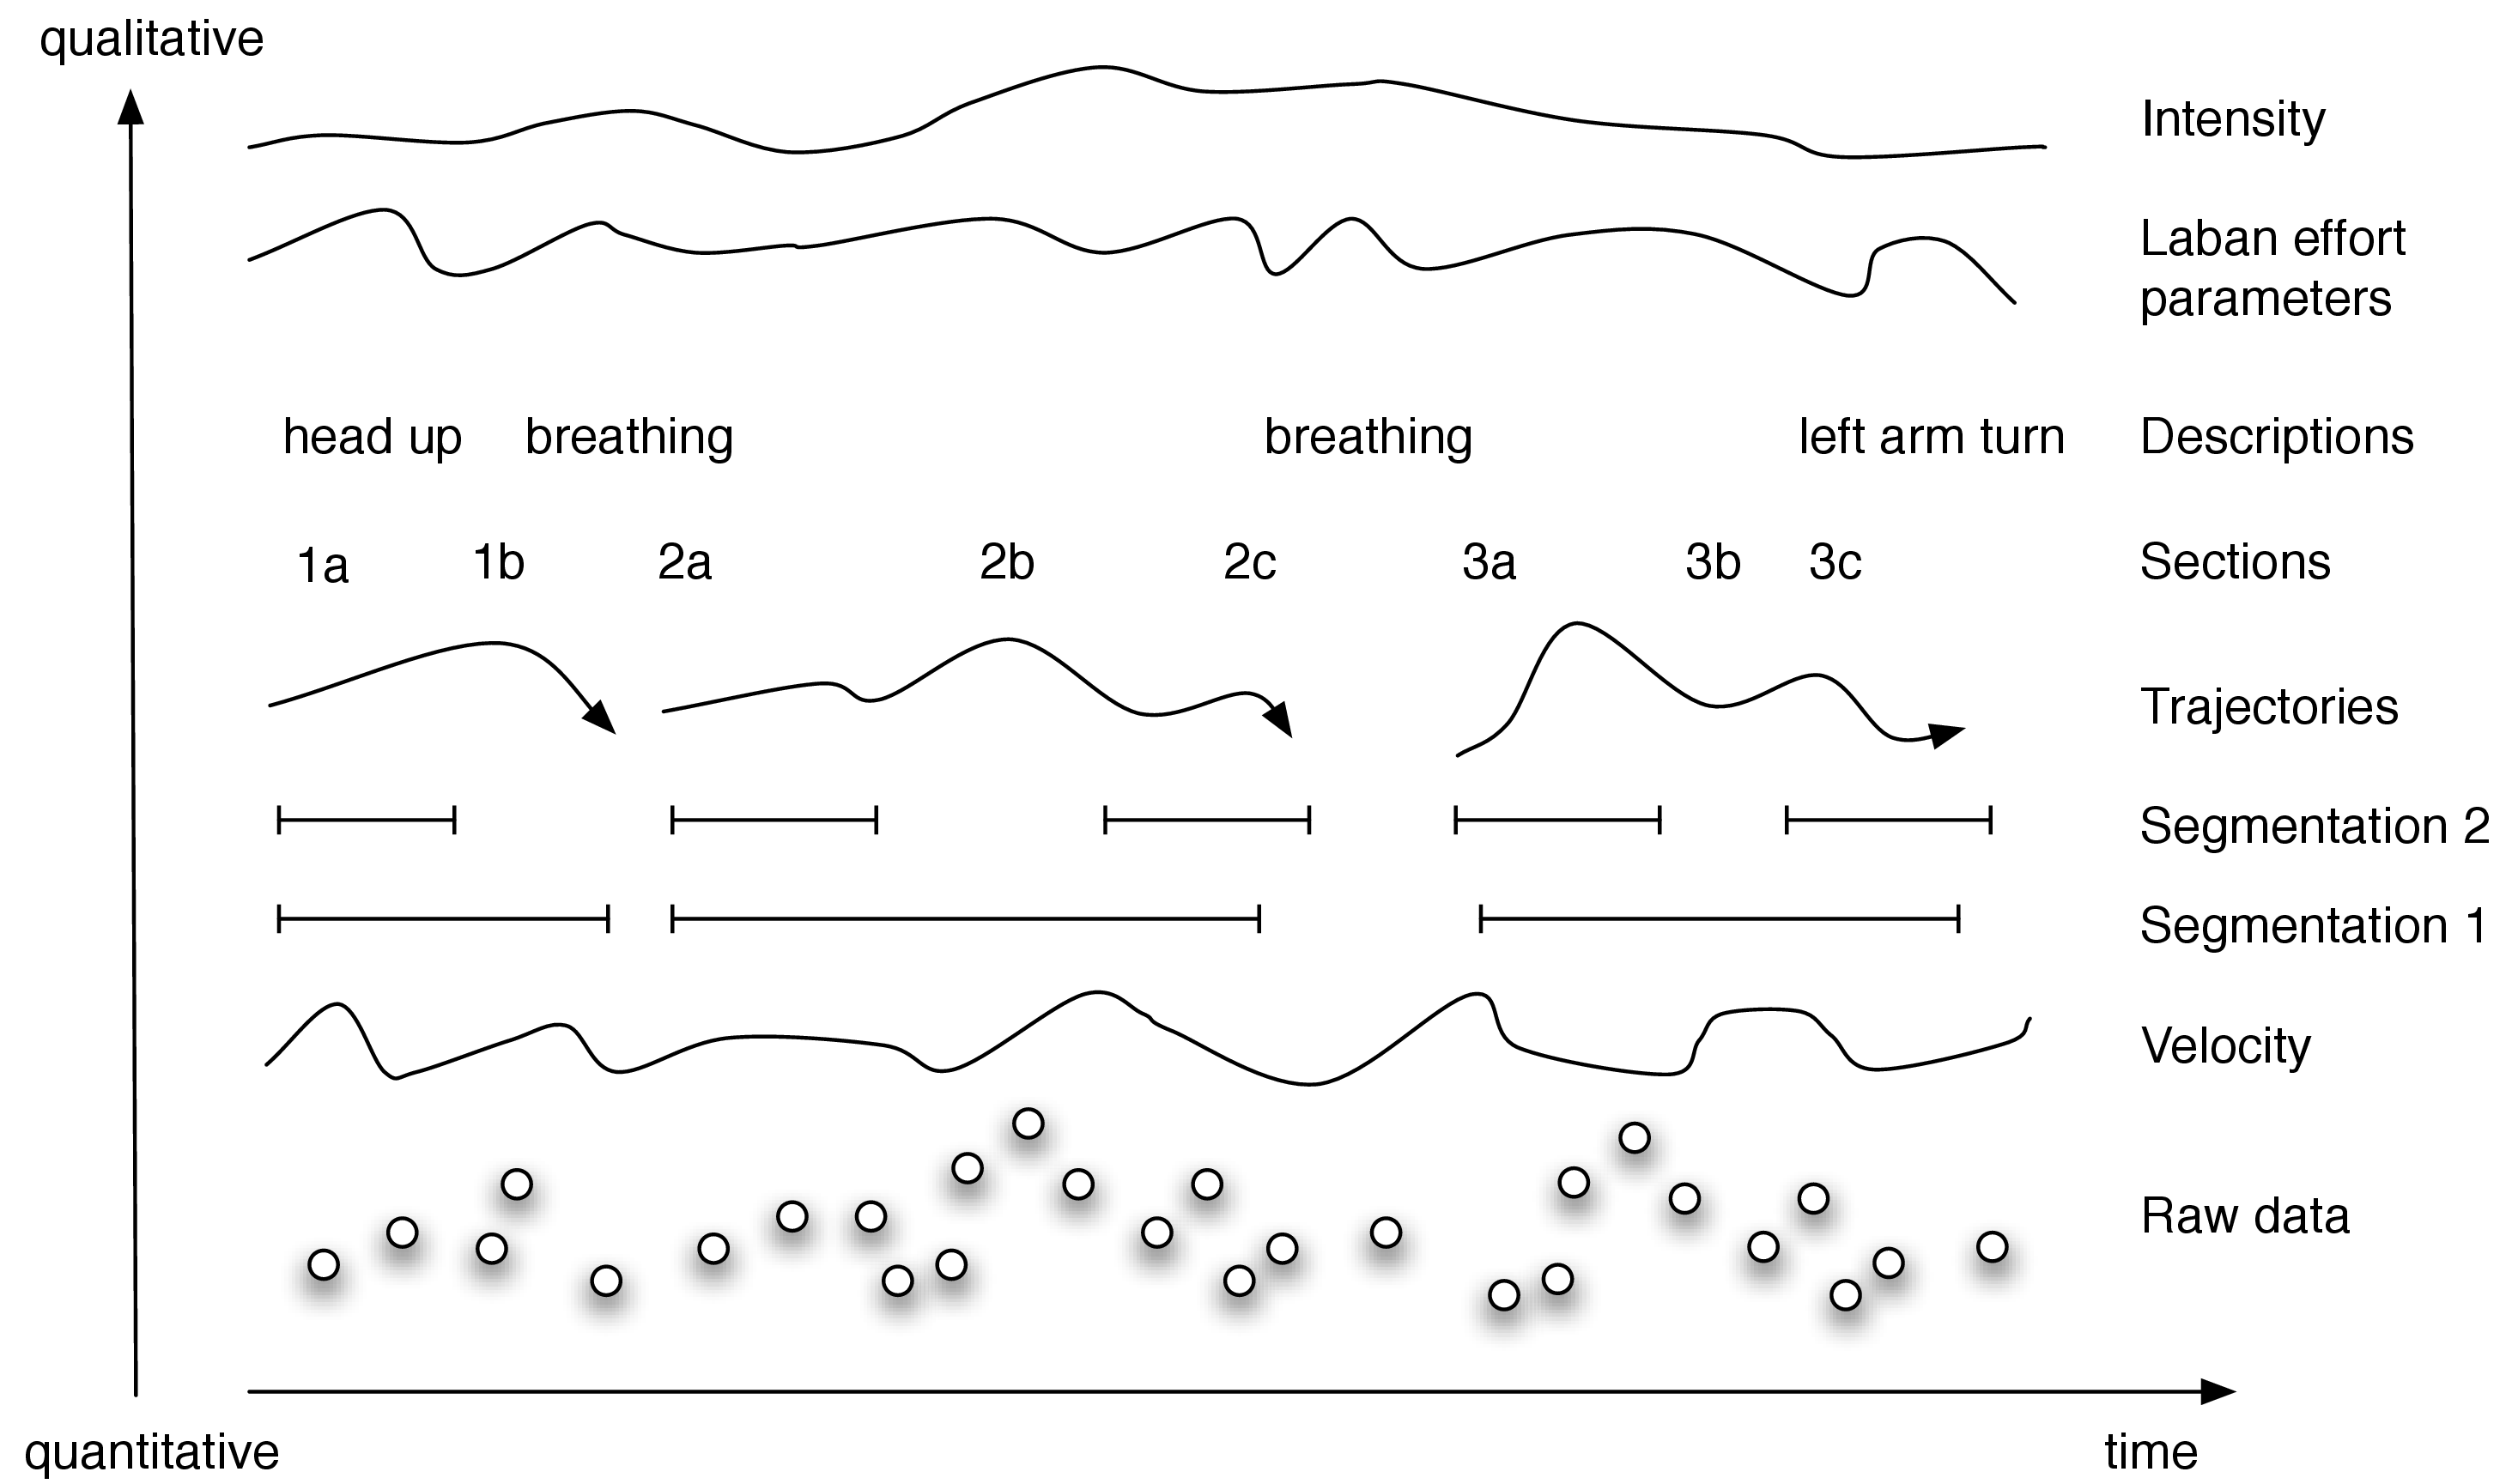 qualitative
Intensity
Laban effort
parameters
head up breathing breathing left arm turn Descriptions
1a 1b 2a 2b 2c 3a 3b 3c Sections
Trajectories
Segmentation 2
Segmentation 1
Velocity
Raw data
quantitative time